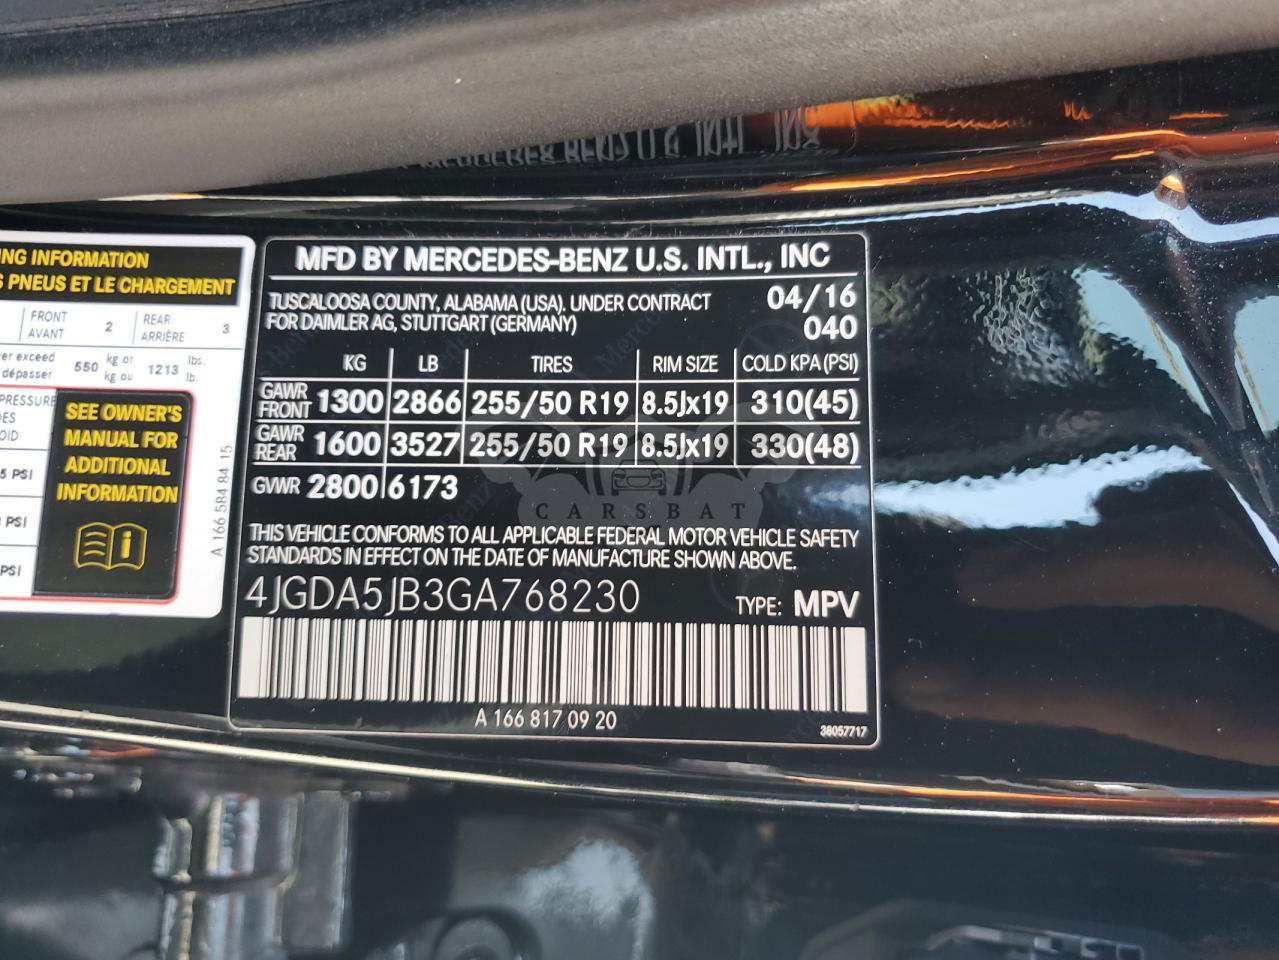 ING INFORMATION
S PNEUS ET LE CHARGEMENT
FRONT 2 REAR 3
AVANT ARRIÈRE
er exceed 550 kg or 1213 lbs.
dépasser kg ou lb.
PRESSURE
DES
OID
5 PSI
PSI
PSI
SEE OWNER'S
MANUAL FOR
ADDITIONAL
INFORMATION
A 166 584 84 15
MFD BY MERCEDES-BENZ U.S. INTL., INC
TUSCALOOSA COUNTY, ALABAMA (USA). UNDER CONTRACT 04/16
FOR DAIMLER AG, STUTTGART (GERMANY) 040
KG LB TIRES RIM SIZE COLD KPA (PSI)
GAWR FRONT 1300 2866 255/50 R19 8.5Jx19 310(45)
GAWR REAR 1600 3527 255/50 R19 8.5Jx19 330(48)
GVWR 2800 6173
CARSBAT
THIS VEHICLE CONFORMS TO ALL APPLICABLE FEDERAL MOTOR VEHICLE SAFETY
STANDARDS IN EFFECT ON THE DATE OF MANUFACTURE SHOWN ABOVE.
4JGDA5JB3GA768230 TYPE: MPV
A 166 817 09 20
38057717